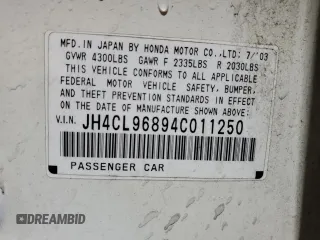 MFD. IN JAPAN BY HONDA MOTOR CO., LTD: 7/03
GVWR 4300LBS GAWR F 2335LBS R 2030LBS
THIS VEHICLE CONFORMS TO ALL APPLICABLE
FEDERAL MOTOR VEHICLE SAFETY, BUMPER,
AND THEFT PREVENTION STANDARDS IN EFFECT
ON THE DATE OF MANUFACTURE SHOWN ABOVE.
V.I.N. JH4CL96894C011250
PASSENGER CAR
DREAMBID